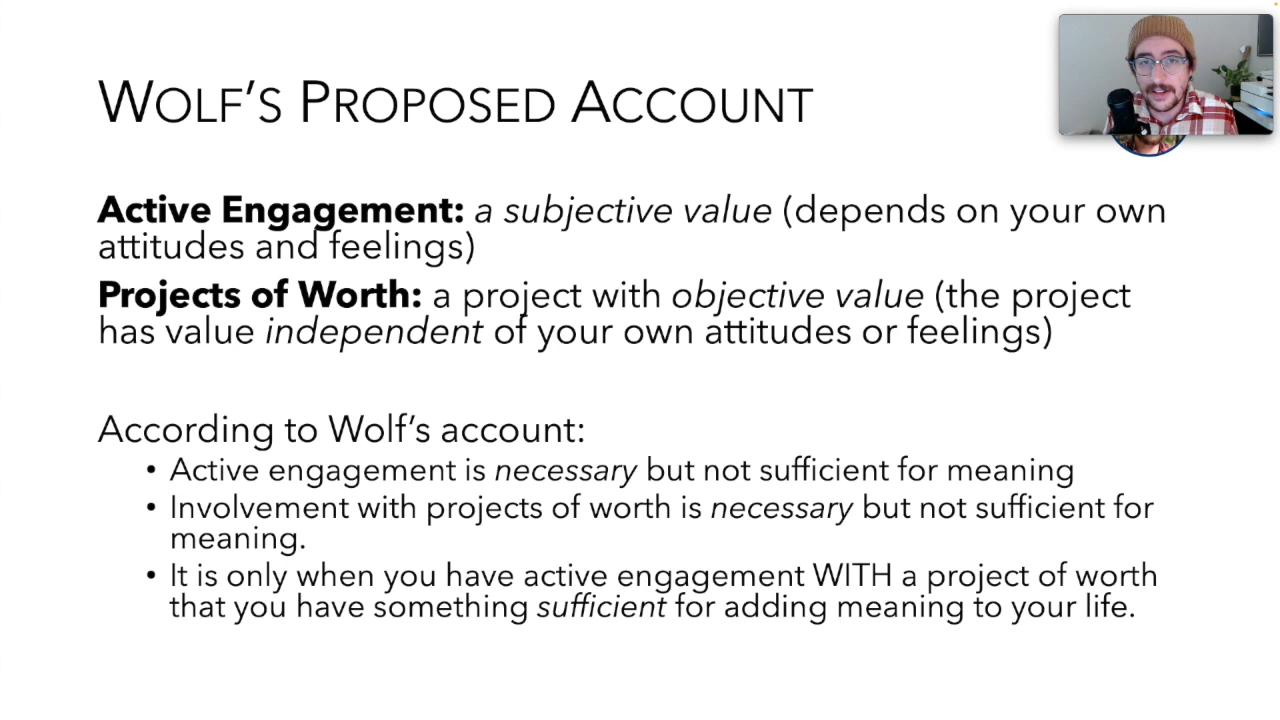 WOLF'S PROPOSED ACCOUNT
Active Engagement: a subjective value (depends on your own
attitudes and feelings)
Projects of Worth: a project with objective value (the project
has value independent of your own attitudes or feelings)
According to Wolf's account:
• Active engagement is necessary but not sufficient for meaning
• Involvement with projects of worth is necessary but not sufficient for
meaning.
• It is only when you have active engagement WITH a project of worth
that you have something sufficient for adding meaning to your life.